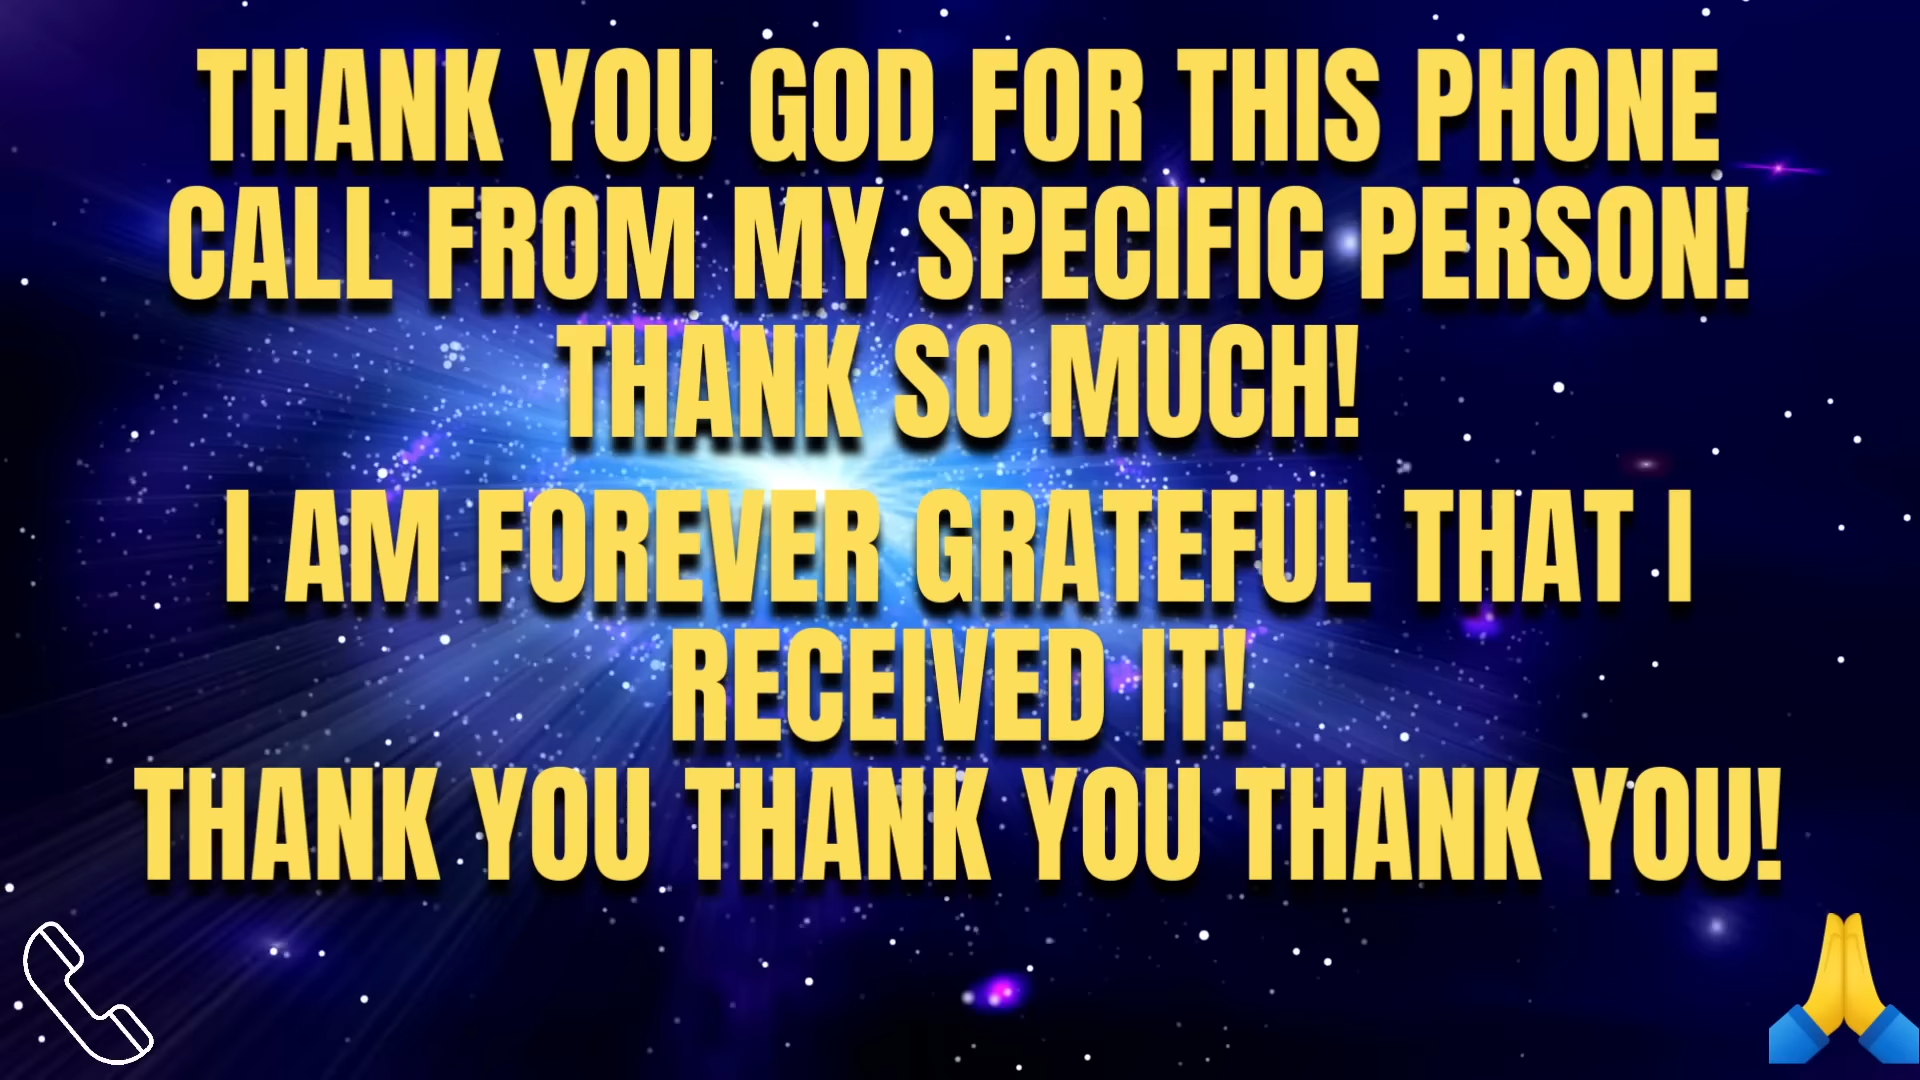 THANK YOU GOD FOR THIS PHONE
CALL FROM MY SPECIFIC PERSON!
THANK SO MUCH!
I AM FOREVER GRATEFUL THAT I
RECEIVED IT!
THANK YOU THANK YOU THANK YOU!